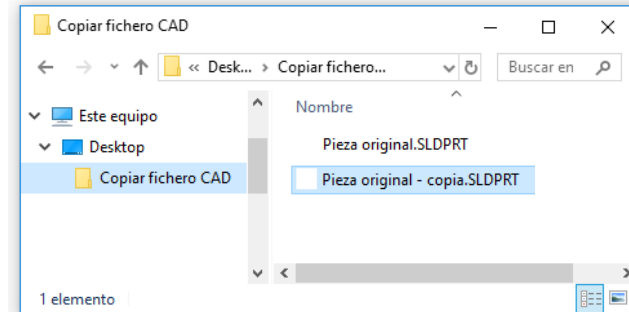 Copiar fichero CAD
« Desk... › Copiar fichero... Buscar en
Este equipo
Desktop
Copiar fichero CAD
Nombre
Pieza original.SLDPRT
Pieza original - copia.SLDPRT
1 elemento